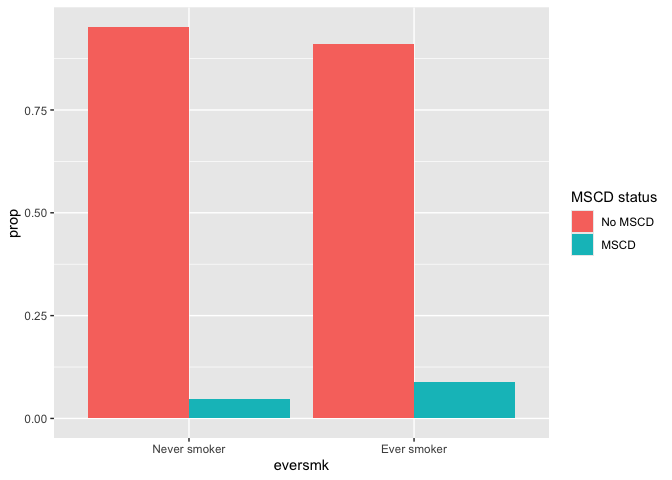 0.75
0.50
0.25
0.00
prop
Never smoker
Ever smoker
eversmk
MSCD status
No MSCD
MSCD